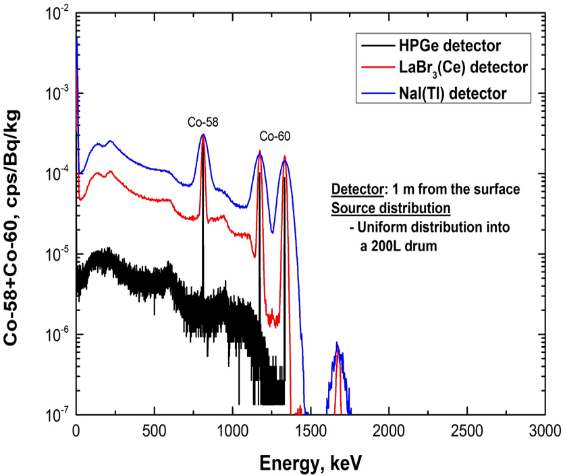 10^-2
10^-3
10^-4
10^-5
10^-6
10^-7
Co-58+Co-60, cps/Bq/kg
HPGe detector
LaBr₃(Ce) detector
NaI(Tl) detector
Co-58
Co-60
Detector: 1 m from the surface
Source distribution
- Uniform distribution into
a 200L drum
0 500 1000 1500 2000 2500 3000
Energy, keV